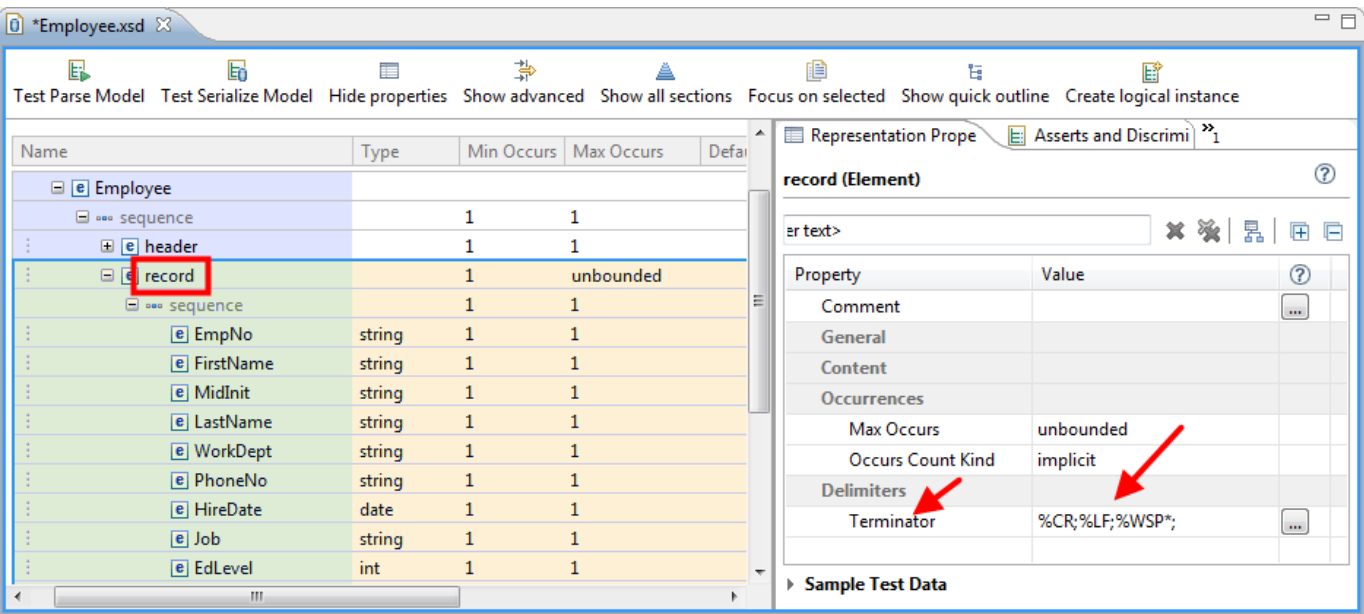 *Employee.xsd
Test Parse Model Test Serialize Model Hide properties Show advanced Show all sections Focus on selected Show quick outline Create logical instance
Representation Prope Asserts and Discrimi »1
Name Type Min Occurs Max Occurs Defau
record (Element)
Employee
sequence 1 1
er text>
header 1 1
record 1 unbounded
Property Value
sequence 1 1
Comment ...
EmpNo string 1 1
General
FirstName string 1 1
Content
MidInit string 1 1
Occurrences
LastName string 1 1
Max Occurs unbounded
WorkDept string 1 1
Occurs Count Kind implicit
PhoneNo string 1 1
Delimiters
HireDate date 1 1
Terminator %CR;%LF;%WSP*; ...
Job string 1 1
EdLevel int 1 1
Sample Test Data